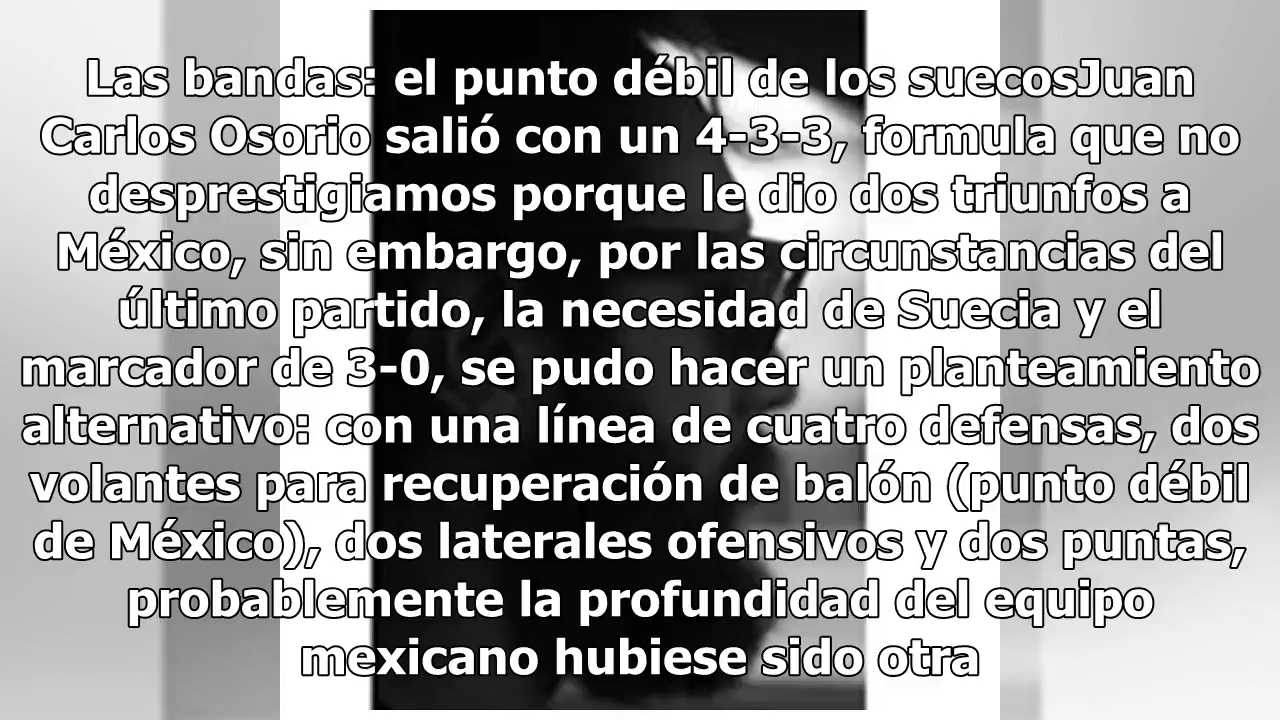 Las bandas: el punto débil de los suecosJuan
Carlos Osorio salió con un 4-3-3, formula que no
desprestigiamos porque le dio dos triunfos a
México, sin embargo, por las circunstancias del
último partido, la necesidad de Suecia y el
marcador de 3-0, se pudo hacer un planteamiento
alternativo: con una línea de cuatro defensas, dos
volantes para recuperación de balón (punto débil
de México), dos laterales ofensivos y dos puntas,
probablemente la profundidad del equipo
mexicano hubiese sido otra